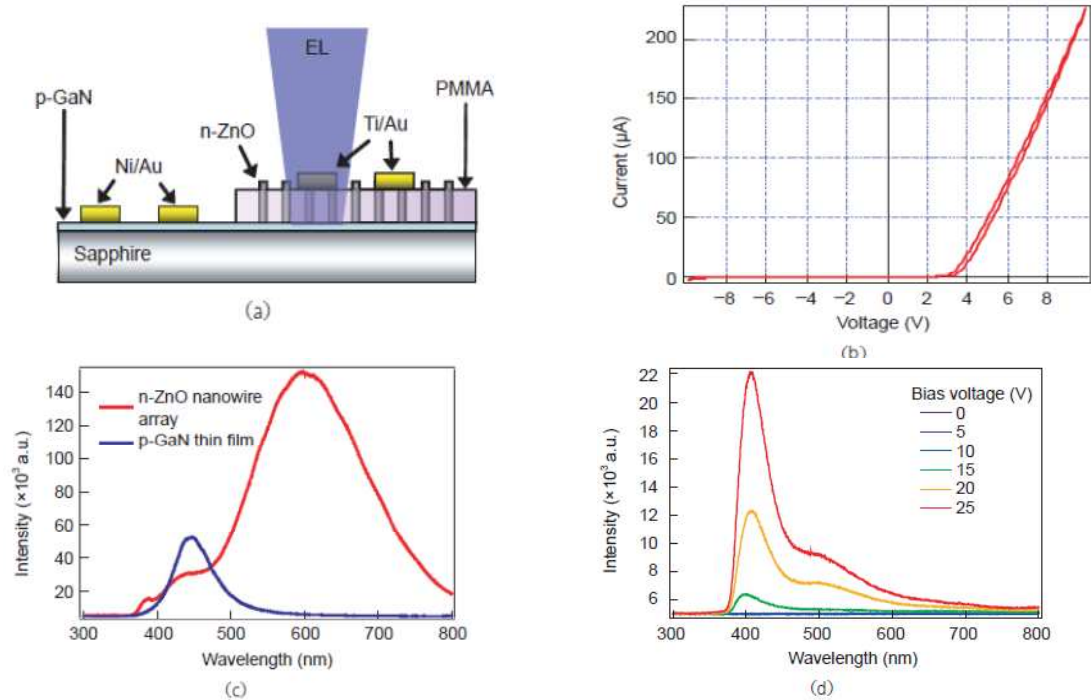 EL
p-GaN
PMMA
n-ZnO
Ti/Au
Ni/Au
Sapphire
(a)
200
150
100
50
0
Current (µA)
−8 −6 −4 −2 0 2 4 6 8
Voltage (V)
(b)
140
120
100
80
60
40
20
Intensity (×10³ a.u.)
n-ZnO nanowire
array
p-GaN thin film
300 400 500 600 700 800
Wavelength (nm)
(c)
22
20
18
16
14
12
10
8
6
Intensity (×10³ a.u.)
Bias voltage (V)
0
5
10
15
20
25
300 400 500 600 700 800
Wavelength (nm)
(d)